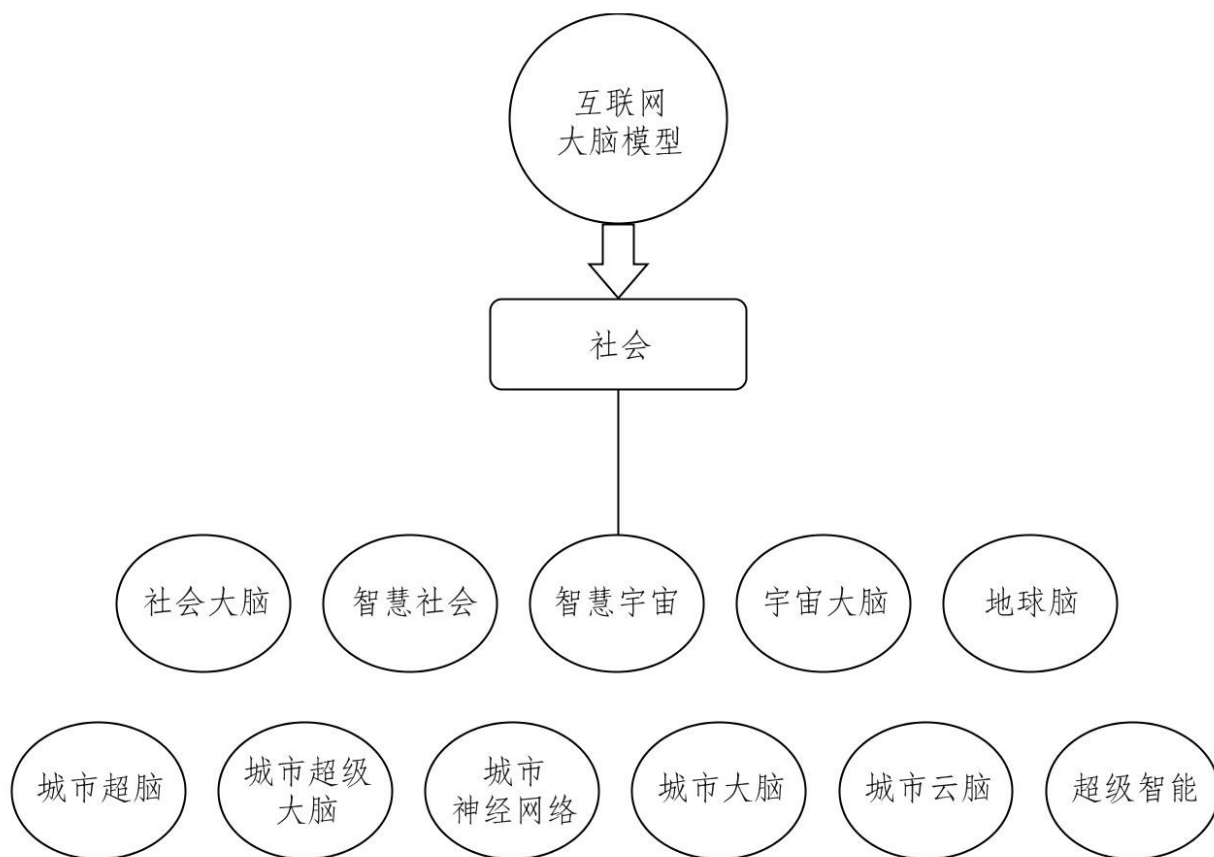 互联网
大脑模型
社会
社会大脑
智慧社会
智慧宇宙
宇宙大脑
地球脑
城市超脑
城市超级
大脑
城市
神经网络
城市大脑
城市云脑
超级智能